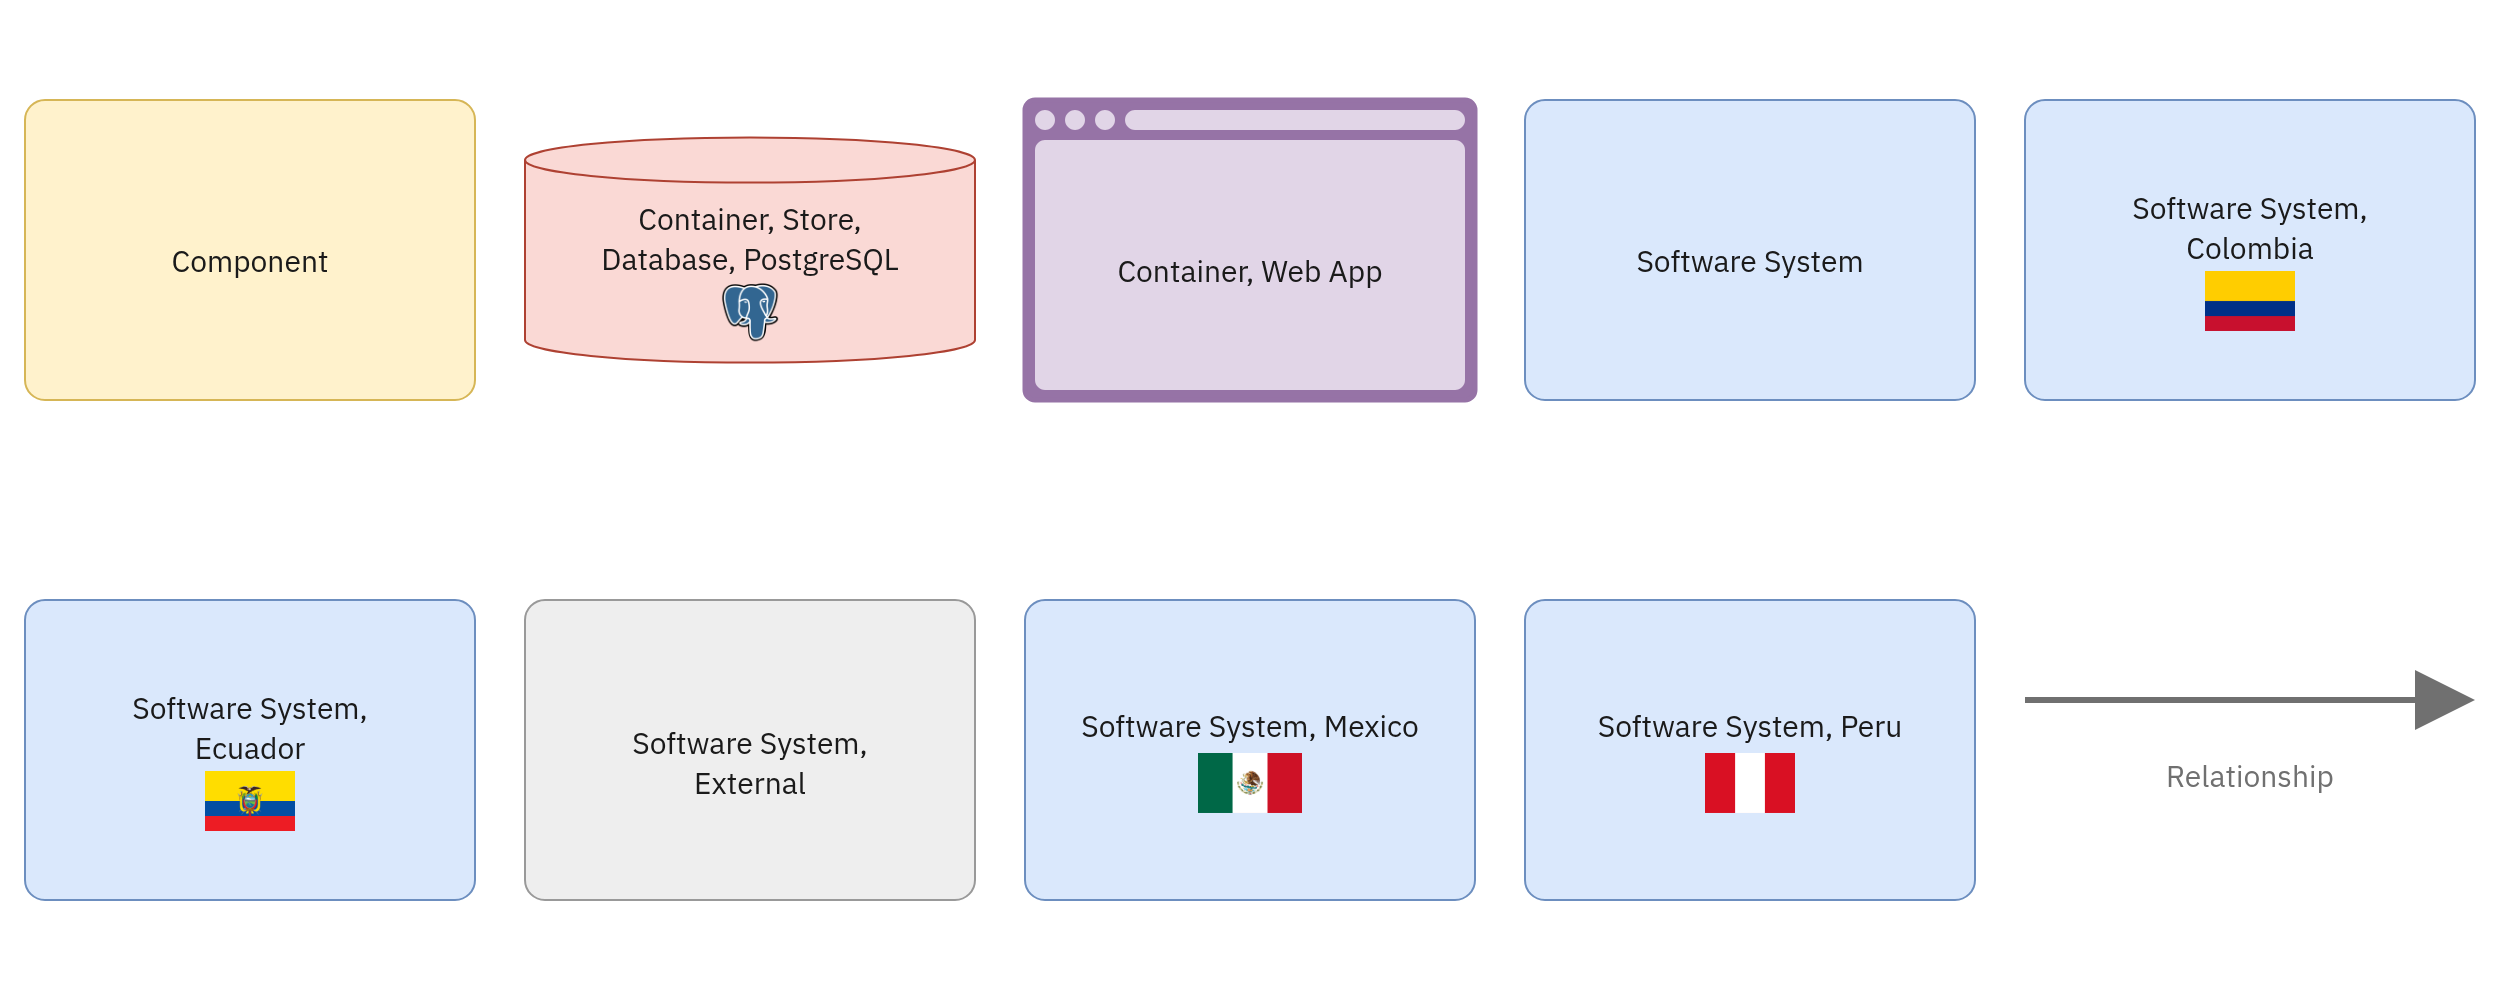 Component
Container, Store,
Database, PostgreSQL
Container, Web App
Software System
Software System,
Colombia
Software System,
Ecuador
Software System,
External
Software System, Mexico
Software System, Peru
Relationship